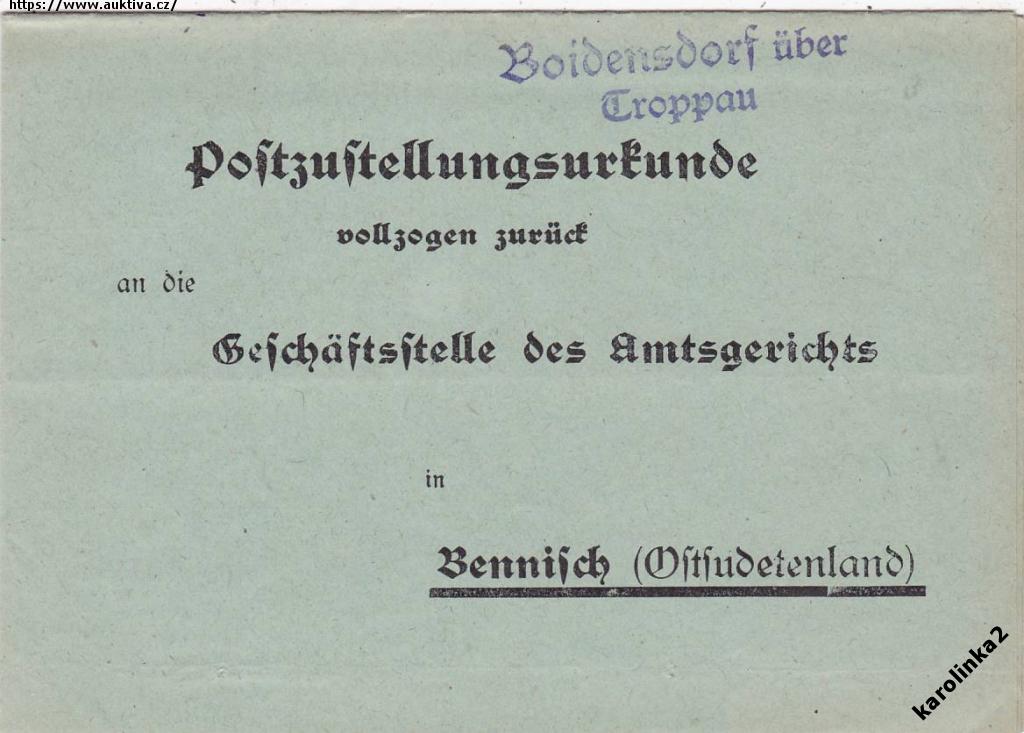 https://www.auktiva.cz/
Boidensdorf über
Troppau
Postzustellungsurkunde
vollzogen zurück
an die
Geschäftsstelle des Amtsgerichts
in
Bennisch (Ostsudetenland)
karolinka2